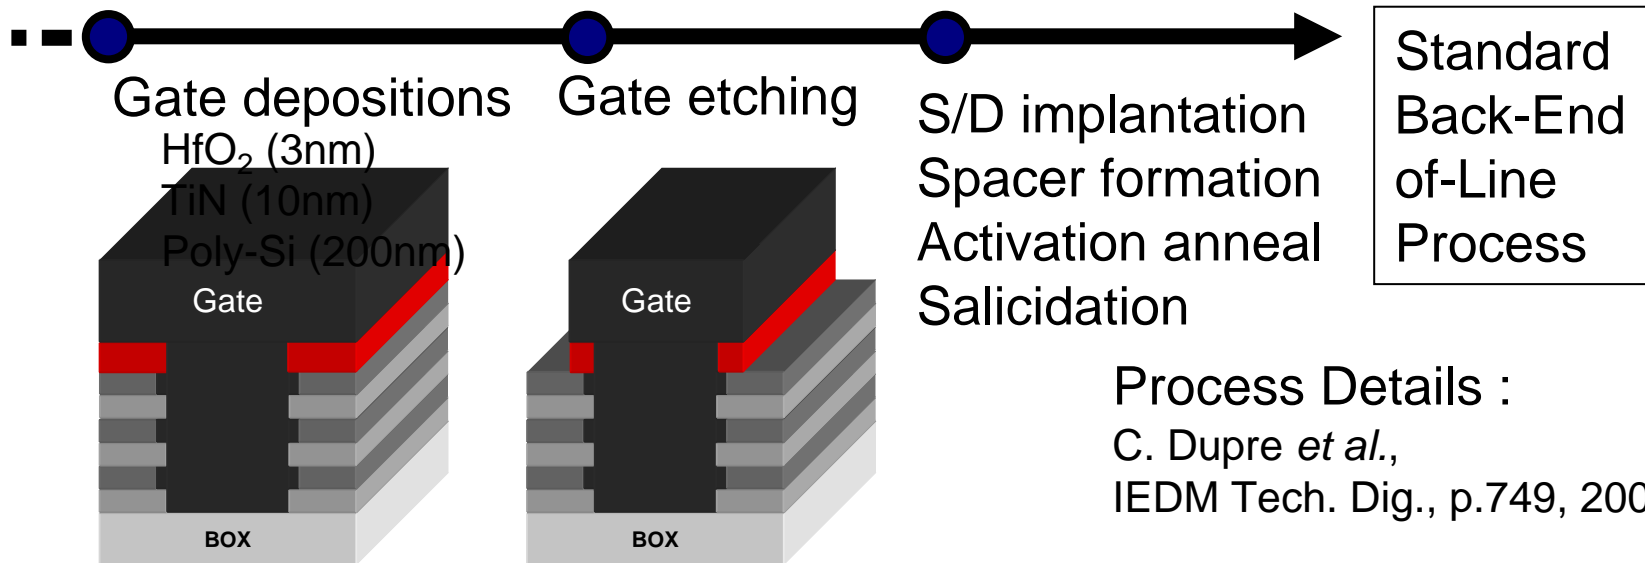 Gate depositions
HfO₂ (3nm)
TiN (10nm)
Poly-Si (200nm)
Gate
BOX
Gate etching
Gate
BOX
S/D implantation
Spacer formation
Activation anneal
Salicidation
Standard
Back-End
of-Line
Process
Process Details :
C. Dupre et al.,
IEDM Tech. Dig., p.749, 200